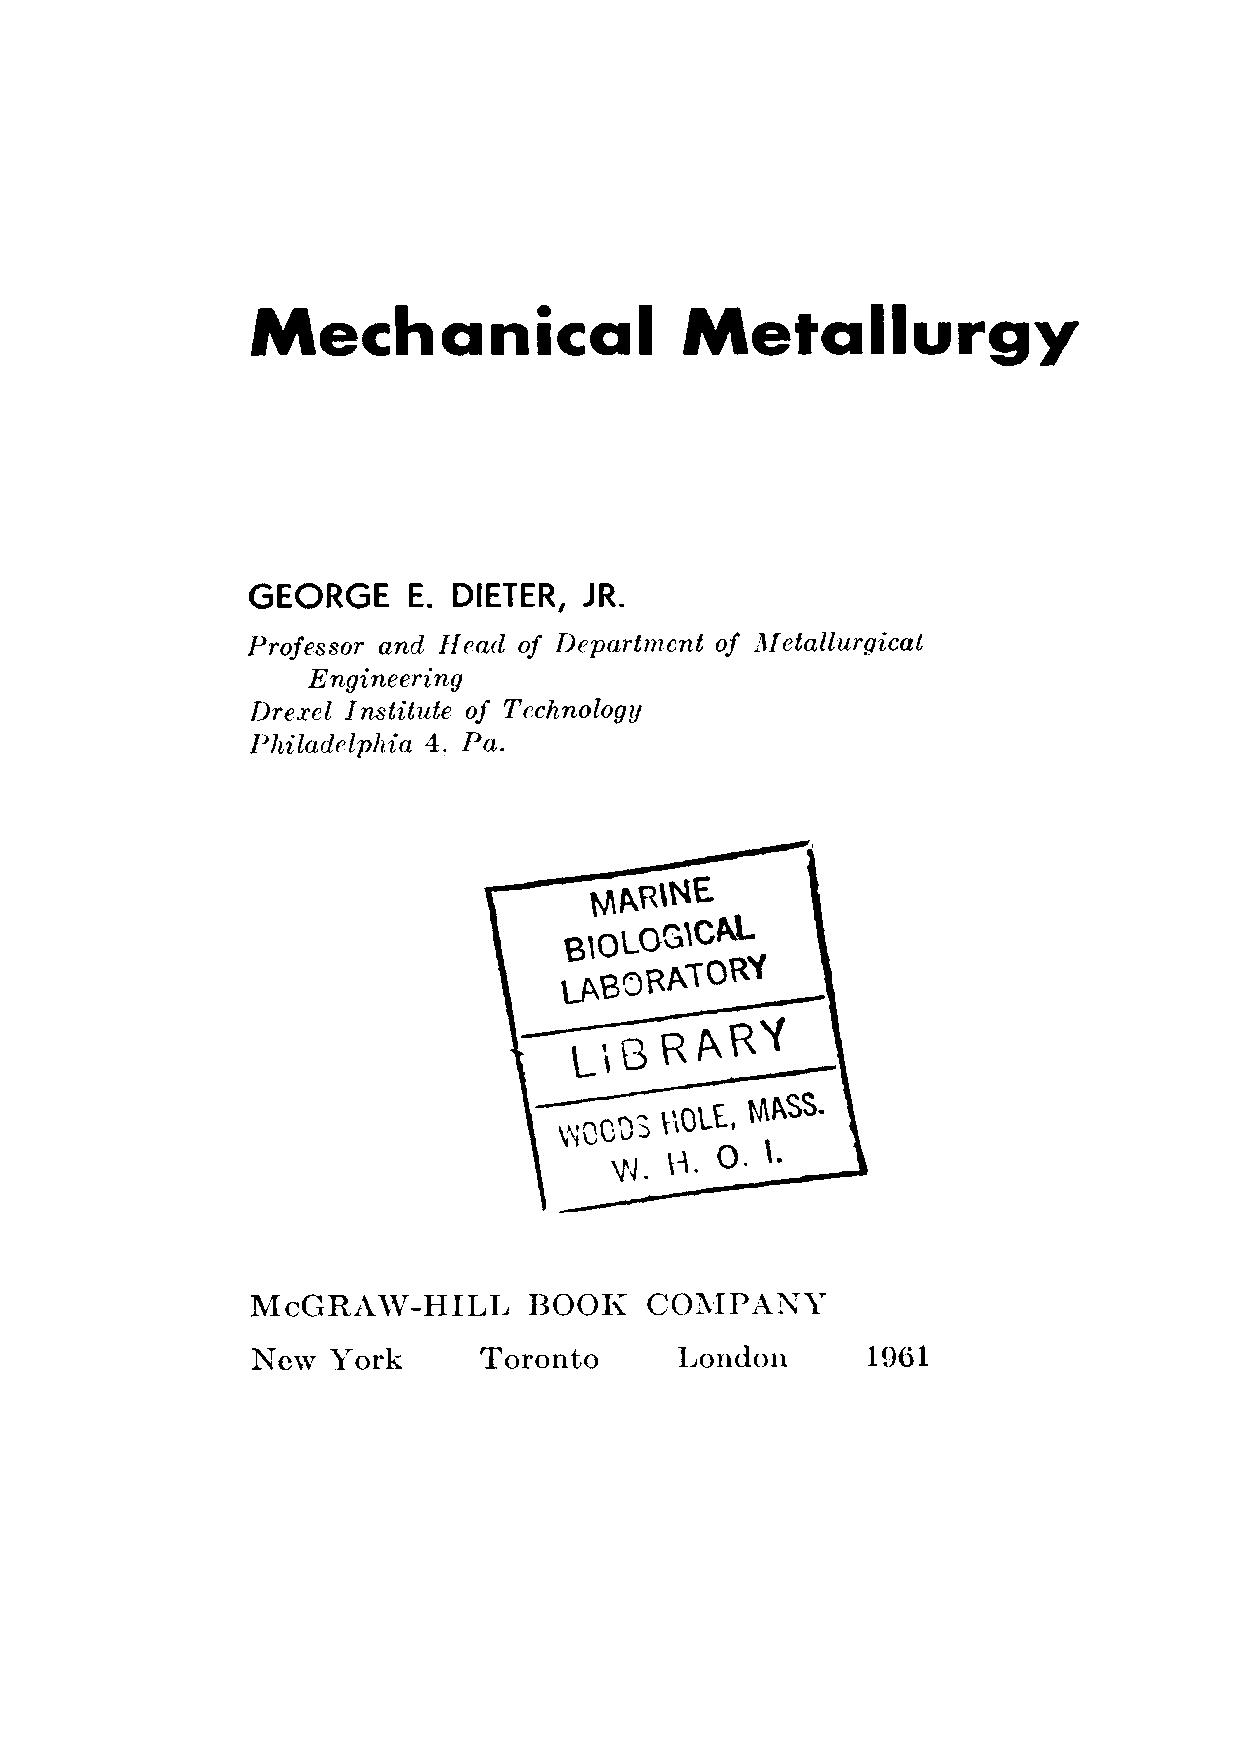 Mechanical Metallurgy
GEORGE E. DIETER, JR.
Professor and Head of Department of Metallurgical
Engineering
Drexel Institute of Technology
Philadelphia 4, Pa.
MARINE
BIOLOGICAL
LABORATORY
LIBRARY
WOODS HOLE, MASS.
W. H. O. I.
McGRAW-HILL BOOK COMPANY
New York Toronto London 1961